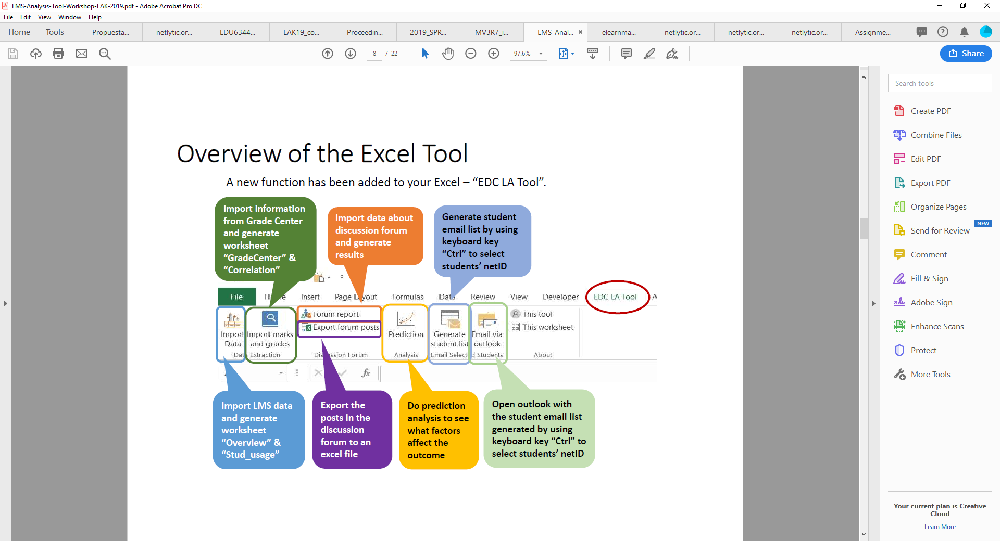 LMS-Analysis-Tool-Workshop-LAK-2019.pdf - Adobe Acrobat Pro DC
File Edit View Window Help
Home Tools Propuesta... netlytic.or... EDU6344... LAK19_co... Proceedin... 2019_SPR... MV3R7_i... LMS-Anal... elearnma... netlytic.or... netlytic.or... netlytic.or... Assignme...
8 / 22 97.6% Share
Overview of the Excel Tool
A new function has been added to your Excel – “EDC LA Tool”.
Import information
from Grade Center
and generate
worksheet
“GradeCenter” &
“Correlation”
Import data about
discussion forum
and generate
results
Generate student
email list by using
keyboard key
“Ctrl” to select
students’ netID
File Home Insert Page Layout Formulas Data Review View Developer EDC LA Tool
Import
Data
Import marks
and grades
Data Extraction
Forum report
Export forum posts
Discussion Forum
Prediction
Analysis
Generate
student list
Email via
outlook
Email Selected Students
This tool
This worksheet
About
fx
Import LMS data
and generate
worksheet
“Overview” &
“Stud_usage”
Export the
posts in the
discussion
forum to an
excel file
Do prediction
analysis to see
what factors
affect the
outcome
Open outlook with
the student email list
generated by using
keyboard key “Ctrl” to
select students’ netID
Search tools
Create PDF
Combine Files
Edit PDF
Export PDF
Organize Pages
Send for Review NEW
Comment
Fill & Sign
Adobe Sign
Enhance Scans
Protect
More Tools
Your current plan is Creative
Cloud
Learn More